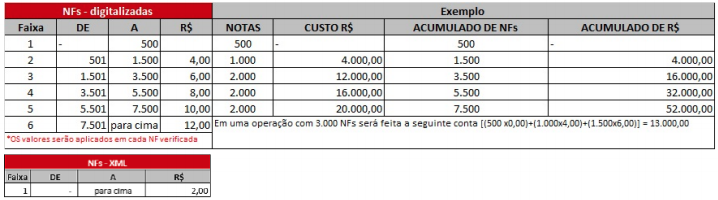 NFs - digitalizadas Exemplo
Faixa DE A R$ NOTAS CUSTO R$ ACUMULADO DE NFs ACUMULADO DE R$
1 - 500 500 - 500 -
2 501 1.500 4,00 1.000 4.000,00 1.500 4.000,00
3 1.501 3.500 6,00 2.000 12.000,00 3.500 16.000,00
4 3.501 5.500 8,00 2.000 16.000,00 5.500 32.000,00
5 5.501 7.500 10,00 2.000 20.000,00 7.500 52.000,00
6 7.501 para cima 12,00 Em uma operação com 3.000 NFs será feita a seguinte conta [(500 x0,00)+(1.000x4,00)+(1.500x6,00)] = 13.000,00
*OS valores serão aplicados em cada NF verificada
NFs - XML
Faixa DE A R$
1 - para cima 2,00